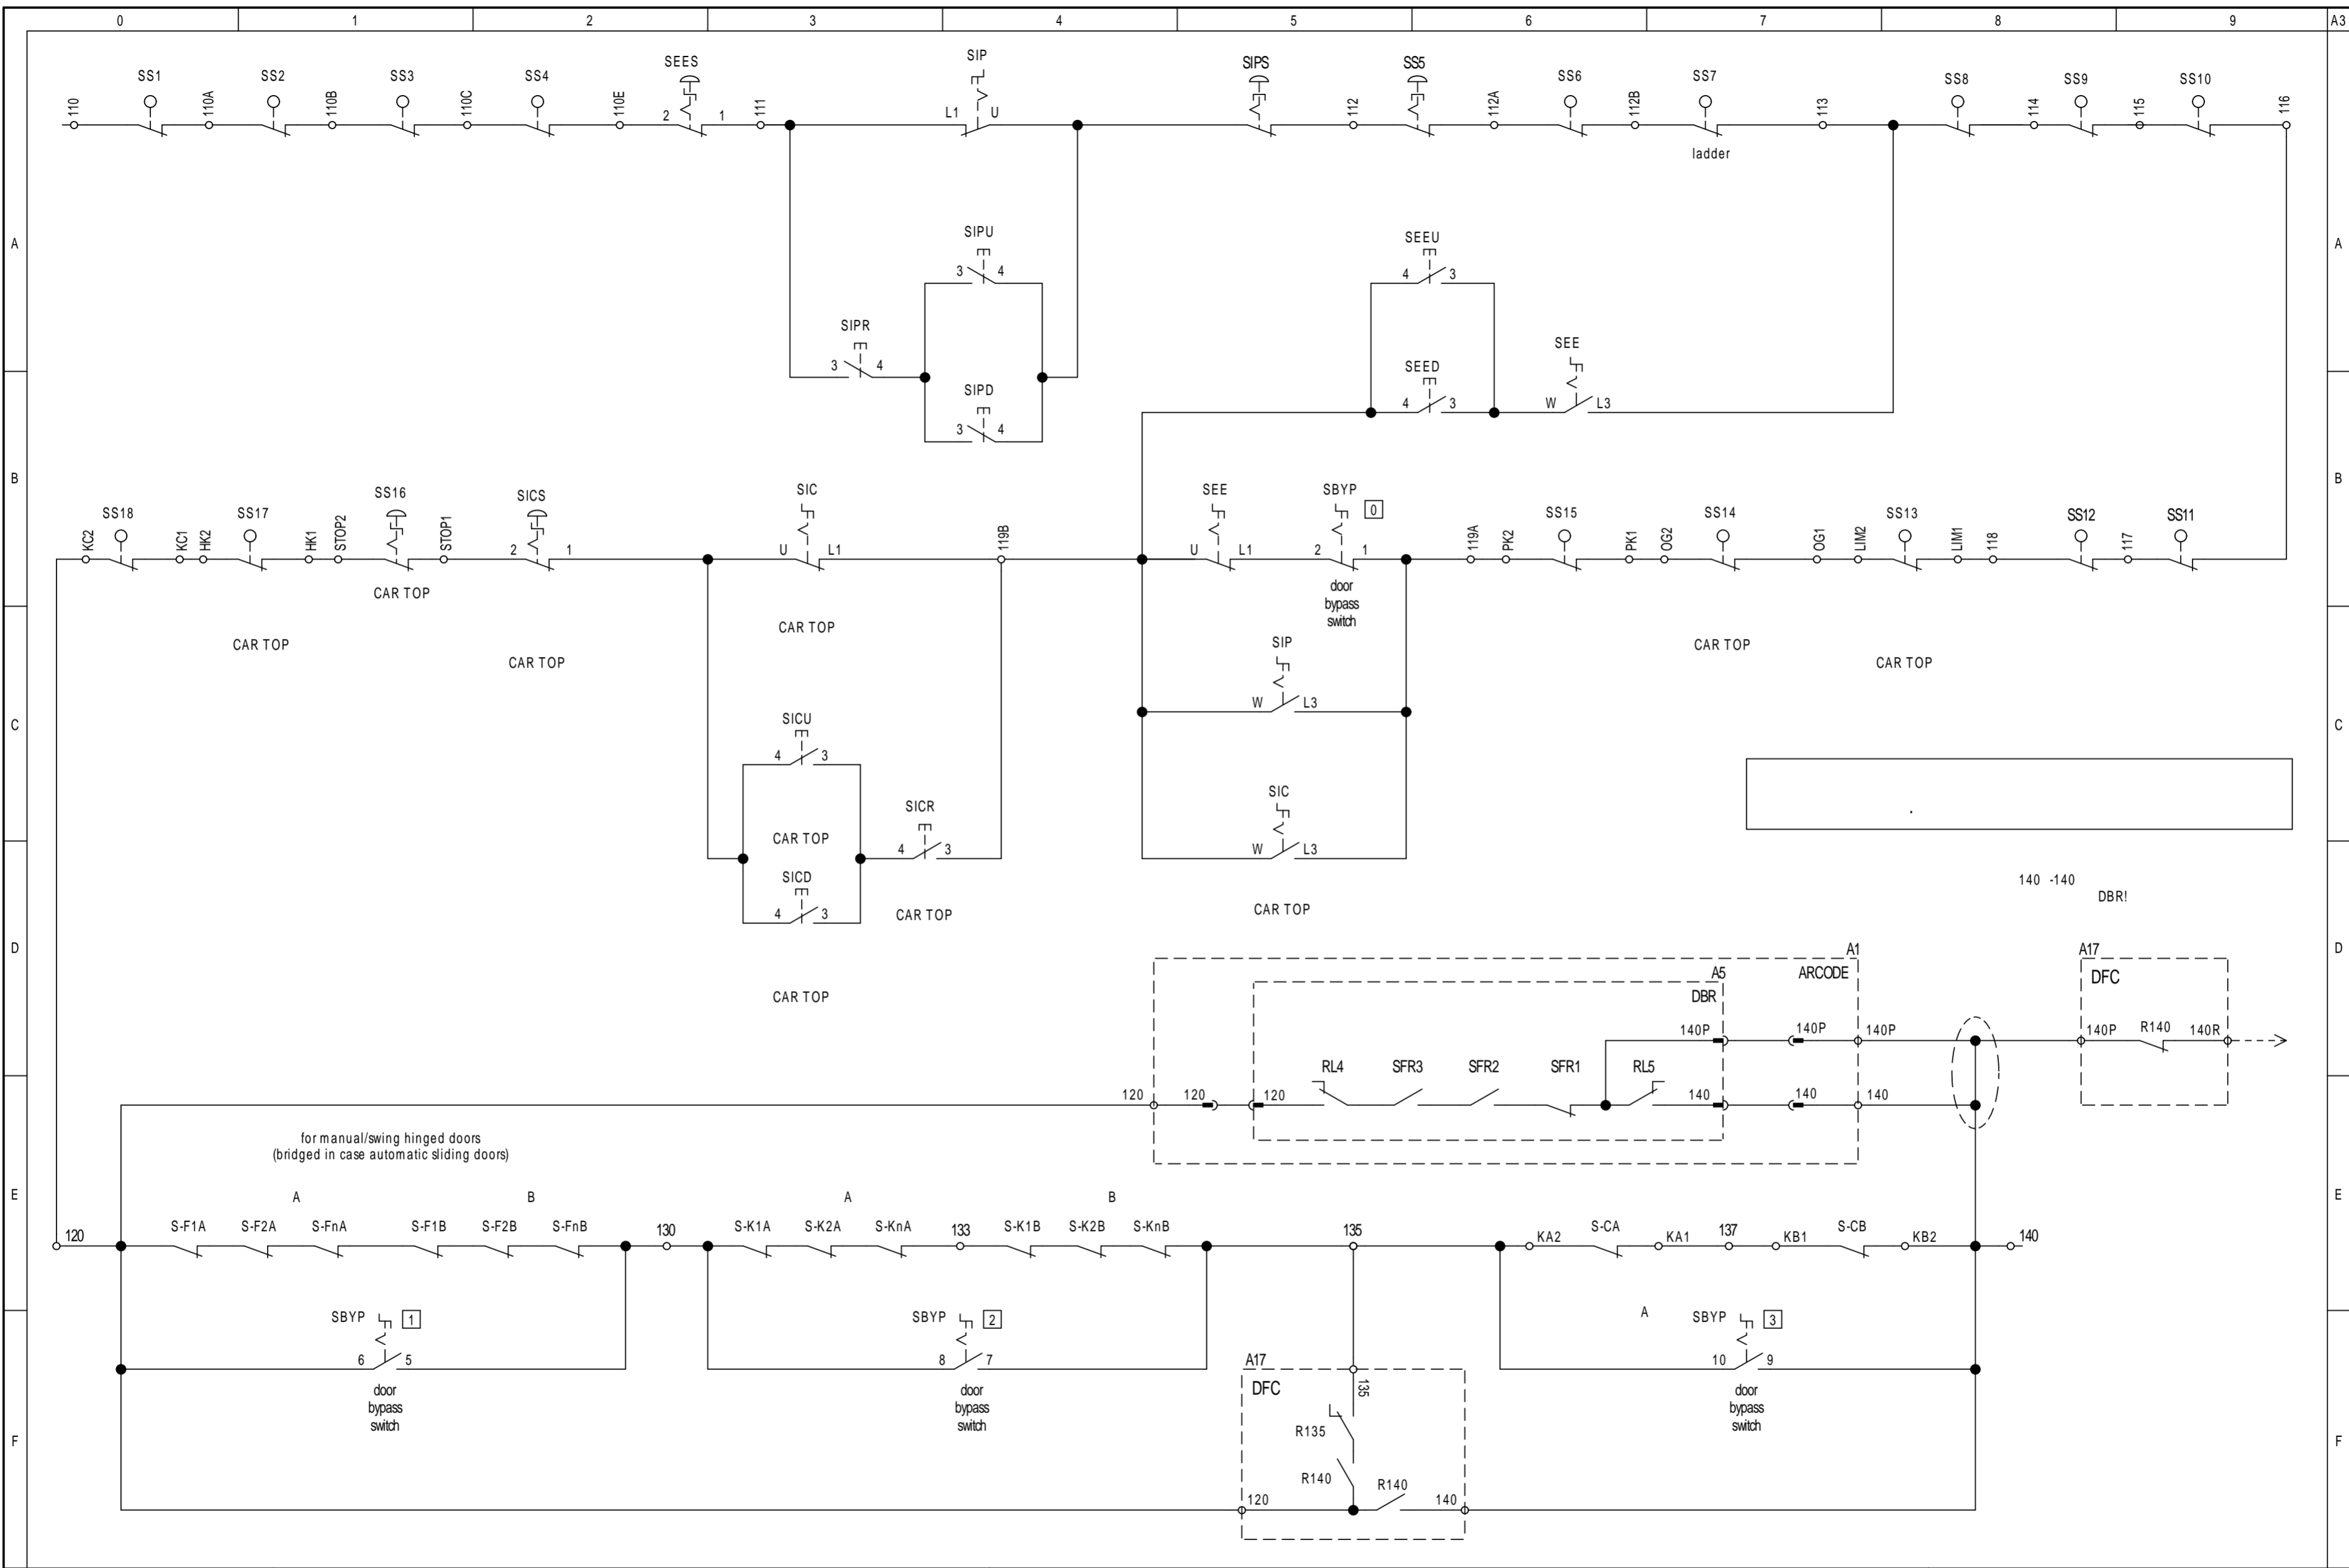 0 1 2 3 4 5 6 7 8 9 A3
SS1 SS2 SS3 SS4 SEES SIP SIPS SS5 SS6 SS7 SS8 SS9 SS10
110 110A 110B 110C 110E 2 1 111 L1 U 112 112A 112B 113 114 115 116
ladder
A A
SIPU SEEU
3 4 4 3
SIPR SEED SEE
3 4 4 3 W L3
SIPD
3 4
B B
SS18 SS17 SS16 SICS SIC SEE SBYP 0 SS15 SS14 SS13 SS12 SS11
KC2 KC1 HK2 HK1 STOP2 STOP1 2 1 U L1 119B U L1 2 1 119A PK2 PK1 OG2 OG1 LIM2 LIM1 118 117
CAR TOP
door
bypass
switch
CAR TOP CAR TOP CAR TOP CAR TOP CAR TOP
SIP
W L3
C C
SICU
4 3
SIC
W L3
.
CAR TOP
SICR
4 3
SICD
4 3
CAR TOP CAR TOP
CAR TOP
140 -140
DBR!
D D
A1 A17
A5 ARCODE DFC
DBR
140P 140P 140P 140P R140 140R
RL4 SFR3 SFR2 SFR1 RL5
120 120 120 140 140 140
for manual/swing hinged doors
(bridged in case automatic sliding doors)
E E
A B A B
S-F1A S-F2A S-FnA S-F1B S-F2B S-FnB S-K1A S-K2A S-KnA S-K1B S-K2B S-KnB S-CA S-CB
120 130 133 135 KA2 KA1 137 KB1 KB2 140
A
SBYP 1 SBYP 2 SBYP 3
6 5 8 7 10 9
door door door
bypass bypass bypass
switch switch switch
A17
DFC
135
R135
R140 R140
120 140
F F